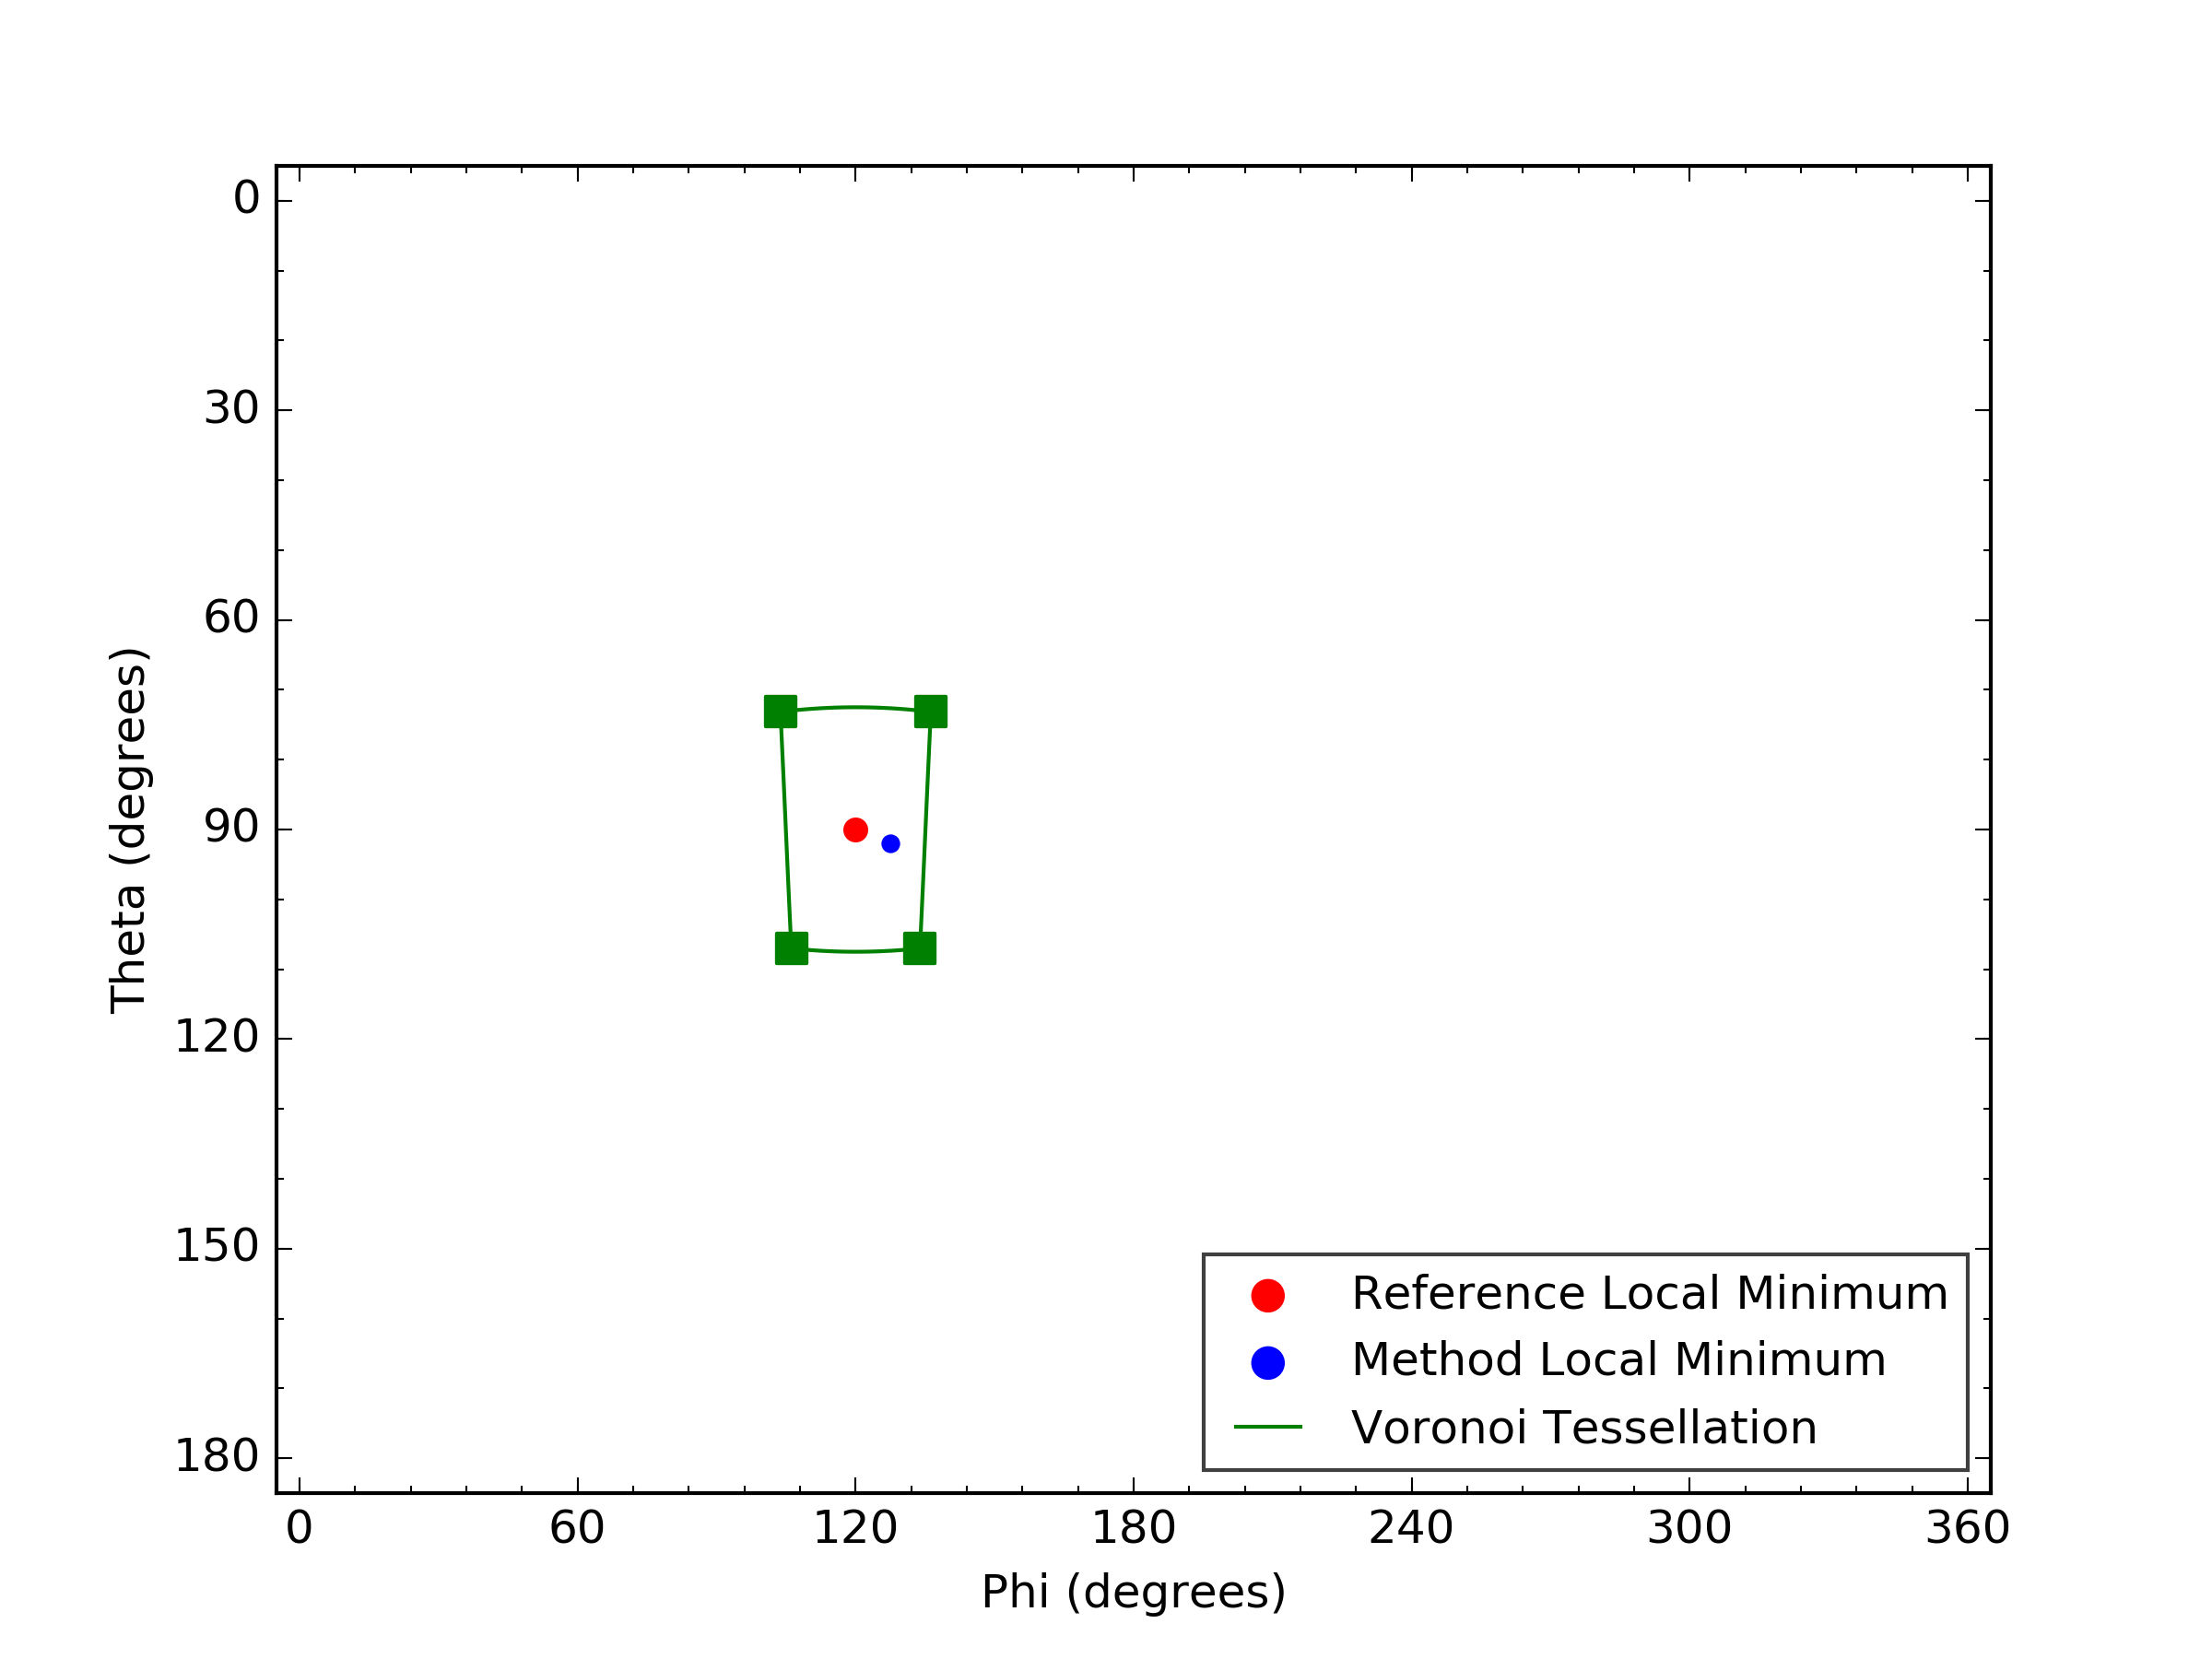 0
30
60
90
120
150
180
Theta (degrees)
Reference Local Minimum
Method Local Minimum
Voronoi Tessellation
0 60 120 180 240 300 360
Phi (degrees)